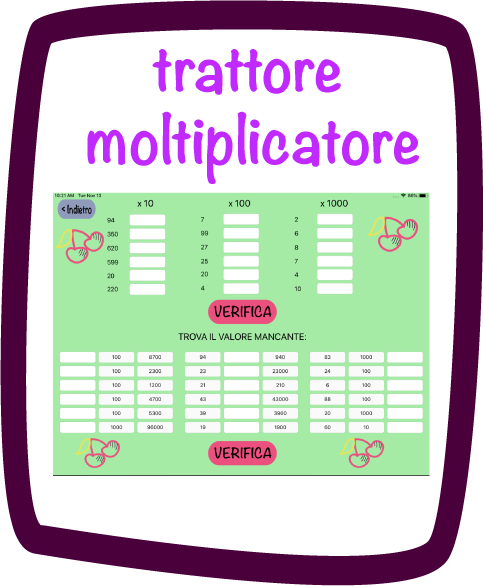 trattore
moltiplicatore
10:21 AM Tue Nov 13 98%
< Indietro
x 10 x 100 x 1000
94 7 2
360 99 6
620 27 8
599 25 7
20 20 4
220 4 10
VERIFICA
TROVA IL VALORE MANCANTE:
100 8700 94 940 83 1000
100 2300 23 23000 24 100
100 1200 21 210 6 100
100 4700 43 43000 88 100
100 5300 39 3900 20 1000
1000 96000 19 1900 60 10
VERIFICA